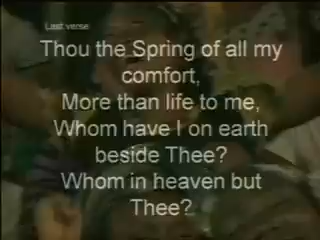 Last verse
Thou the Spring of all my
comfort,
More than life to me,
Whom have I on earth
beside Thee?
Whom in heaven but
Thee?